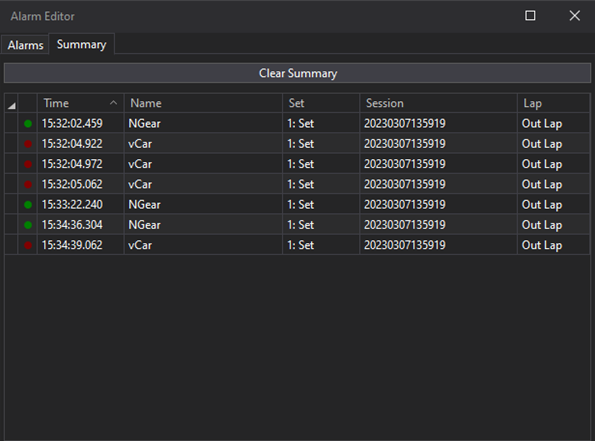 Alarm Editor
Alarms Summary
Clear Summary
Time Name Set Session Lap
15:32:02.459 NGear 1: Set 20230307135919 Out Lap
15:32:04.922 vCar 1: Set 20230307135919 Out Lap
15:32:04.972 vCar 1: Set 20230307135919 Out Lap
15:32:05.062 vCar 1: Set 20230307135919 Out Lap
15:33:22.240 NGear 1: Set 20230307135919 Out Lap
15:34:36.304 NGear 1: Set 20230307135919 Out Lap
15:34:39.062 vCar 1: Set 20230307135919 Out Lap